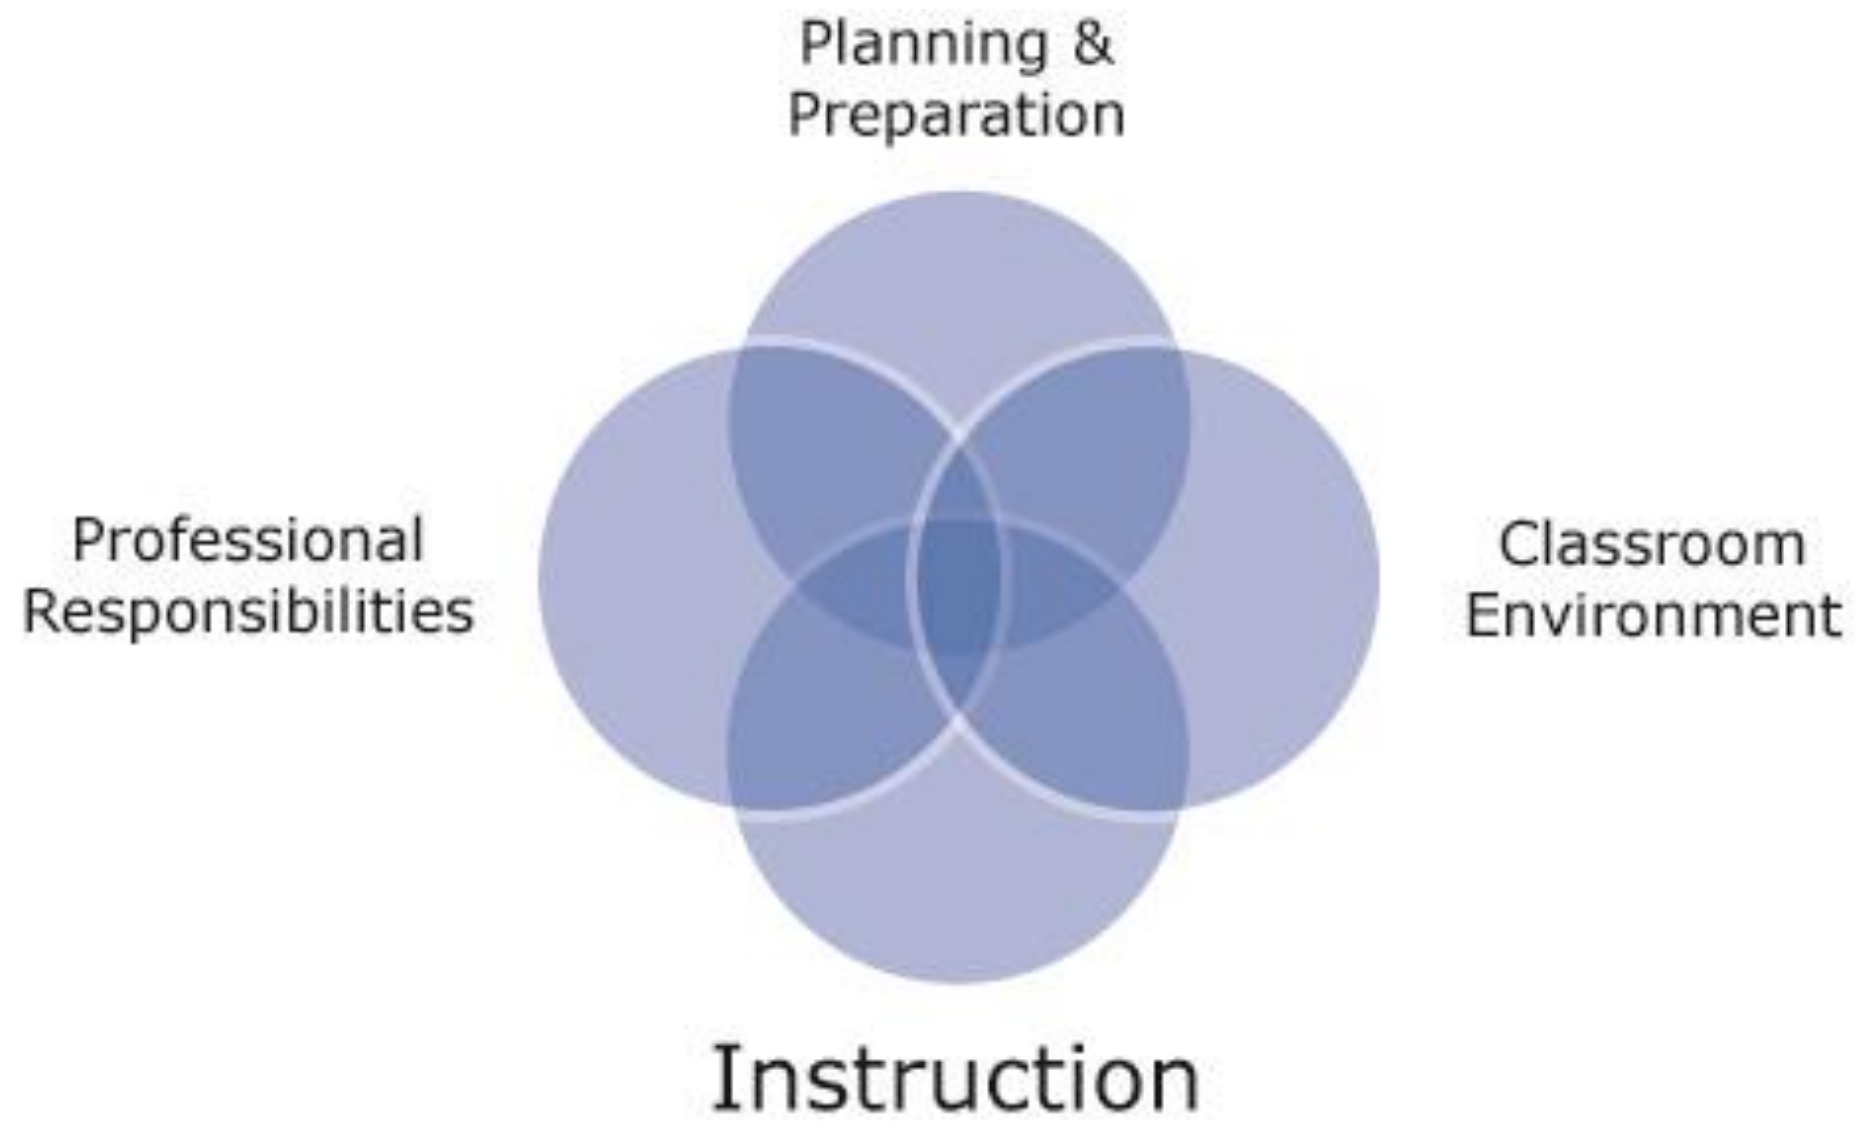 Planning &
Preparation
Professional
Responsibilities
Classroom
Environment
Instruction